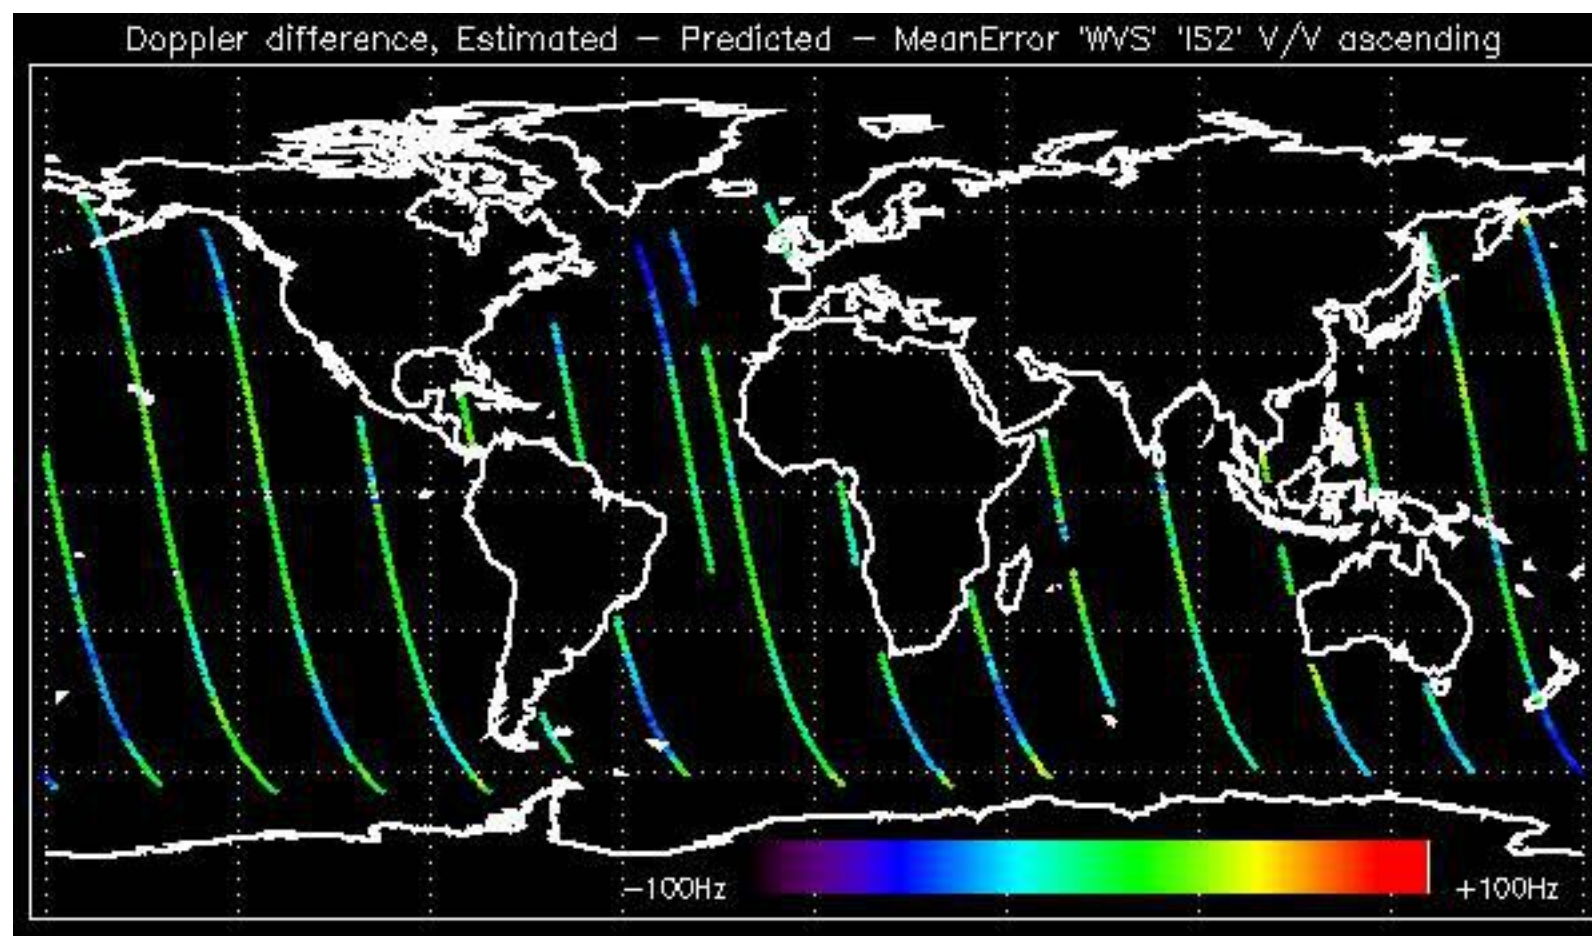 Doppler difference, Estimated – Predicted – MeanError 'WVS' 'IS2' V/V ascending
–100Hz
+100Hz